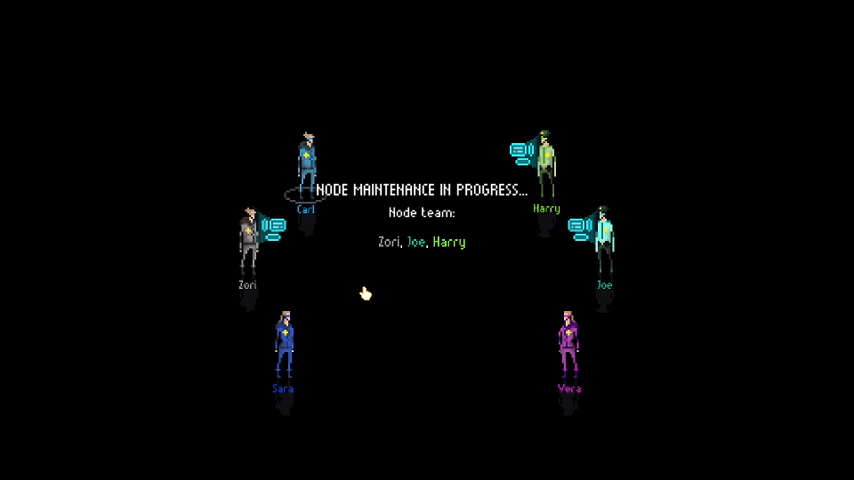 NODE MAINTENANCE IN PROGRESS...
Carl
Harry
Node team:
Zori, Joe, Harry
Zori
Joe
Sara
Vera